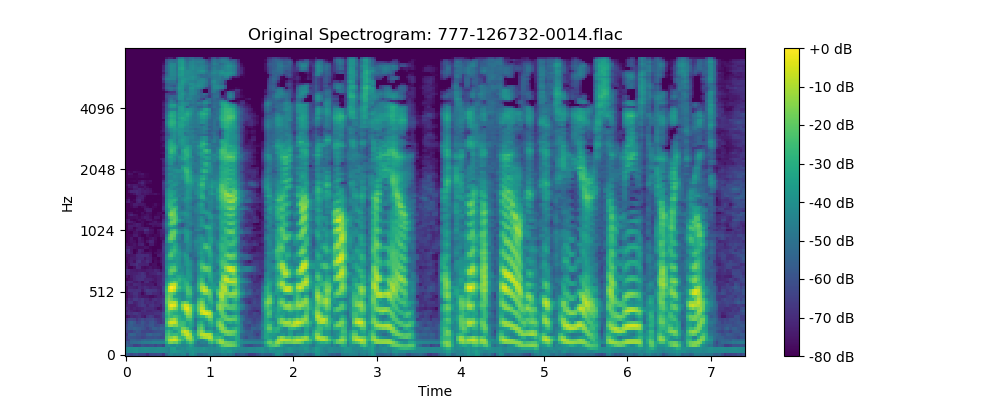 Original Spectrogram: 777-126732-0014.flac
Hz
4096
2048
1024
512
0
0 1 2 3 4 5 6 7
Time
+0 dB
-10 dB
-20 dB
-30 dB
-40 dB
-50 dB
-60 dB
-70 dB
-80 dB